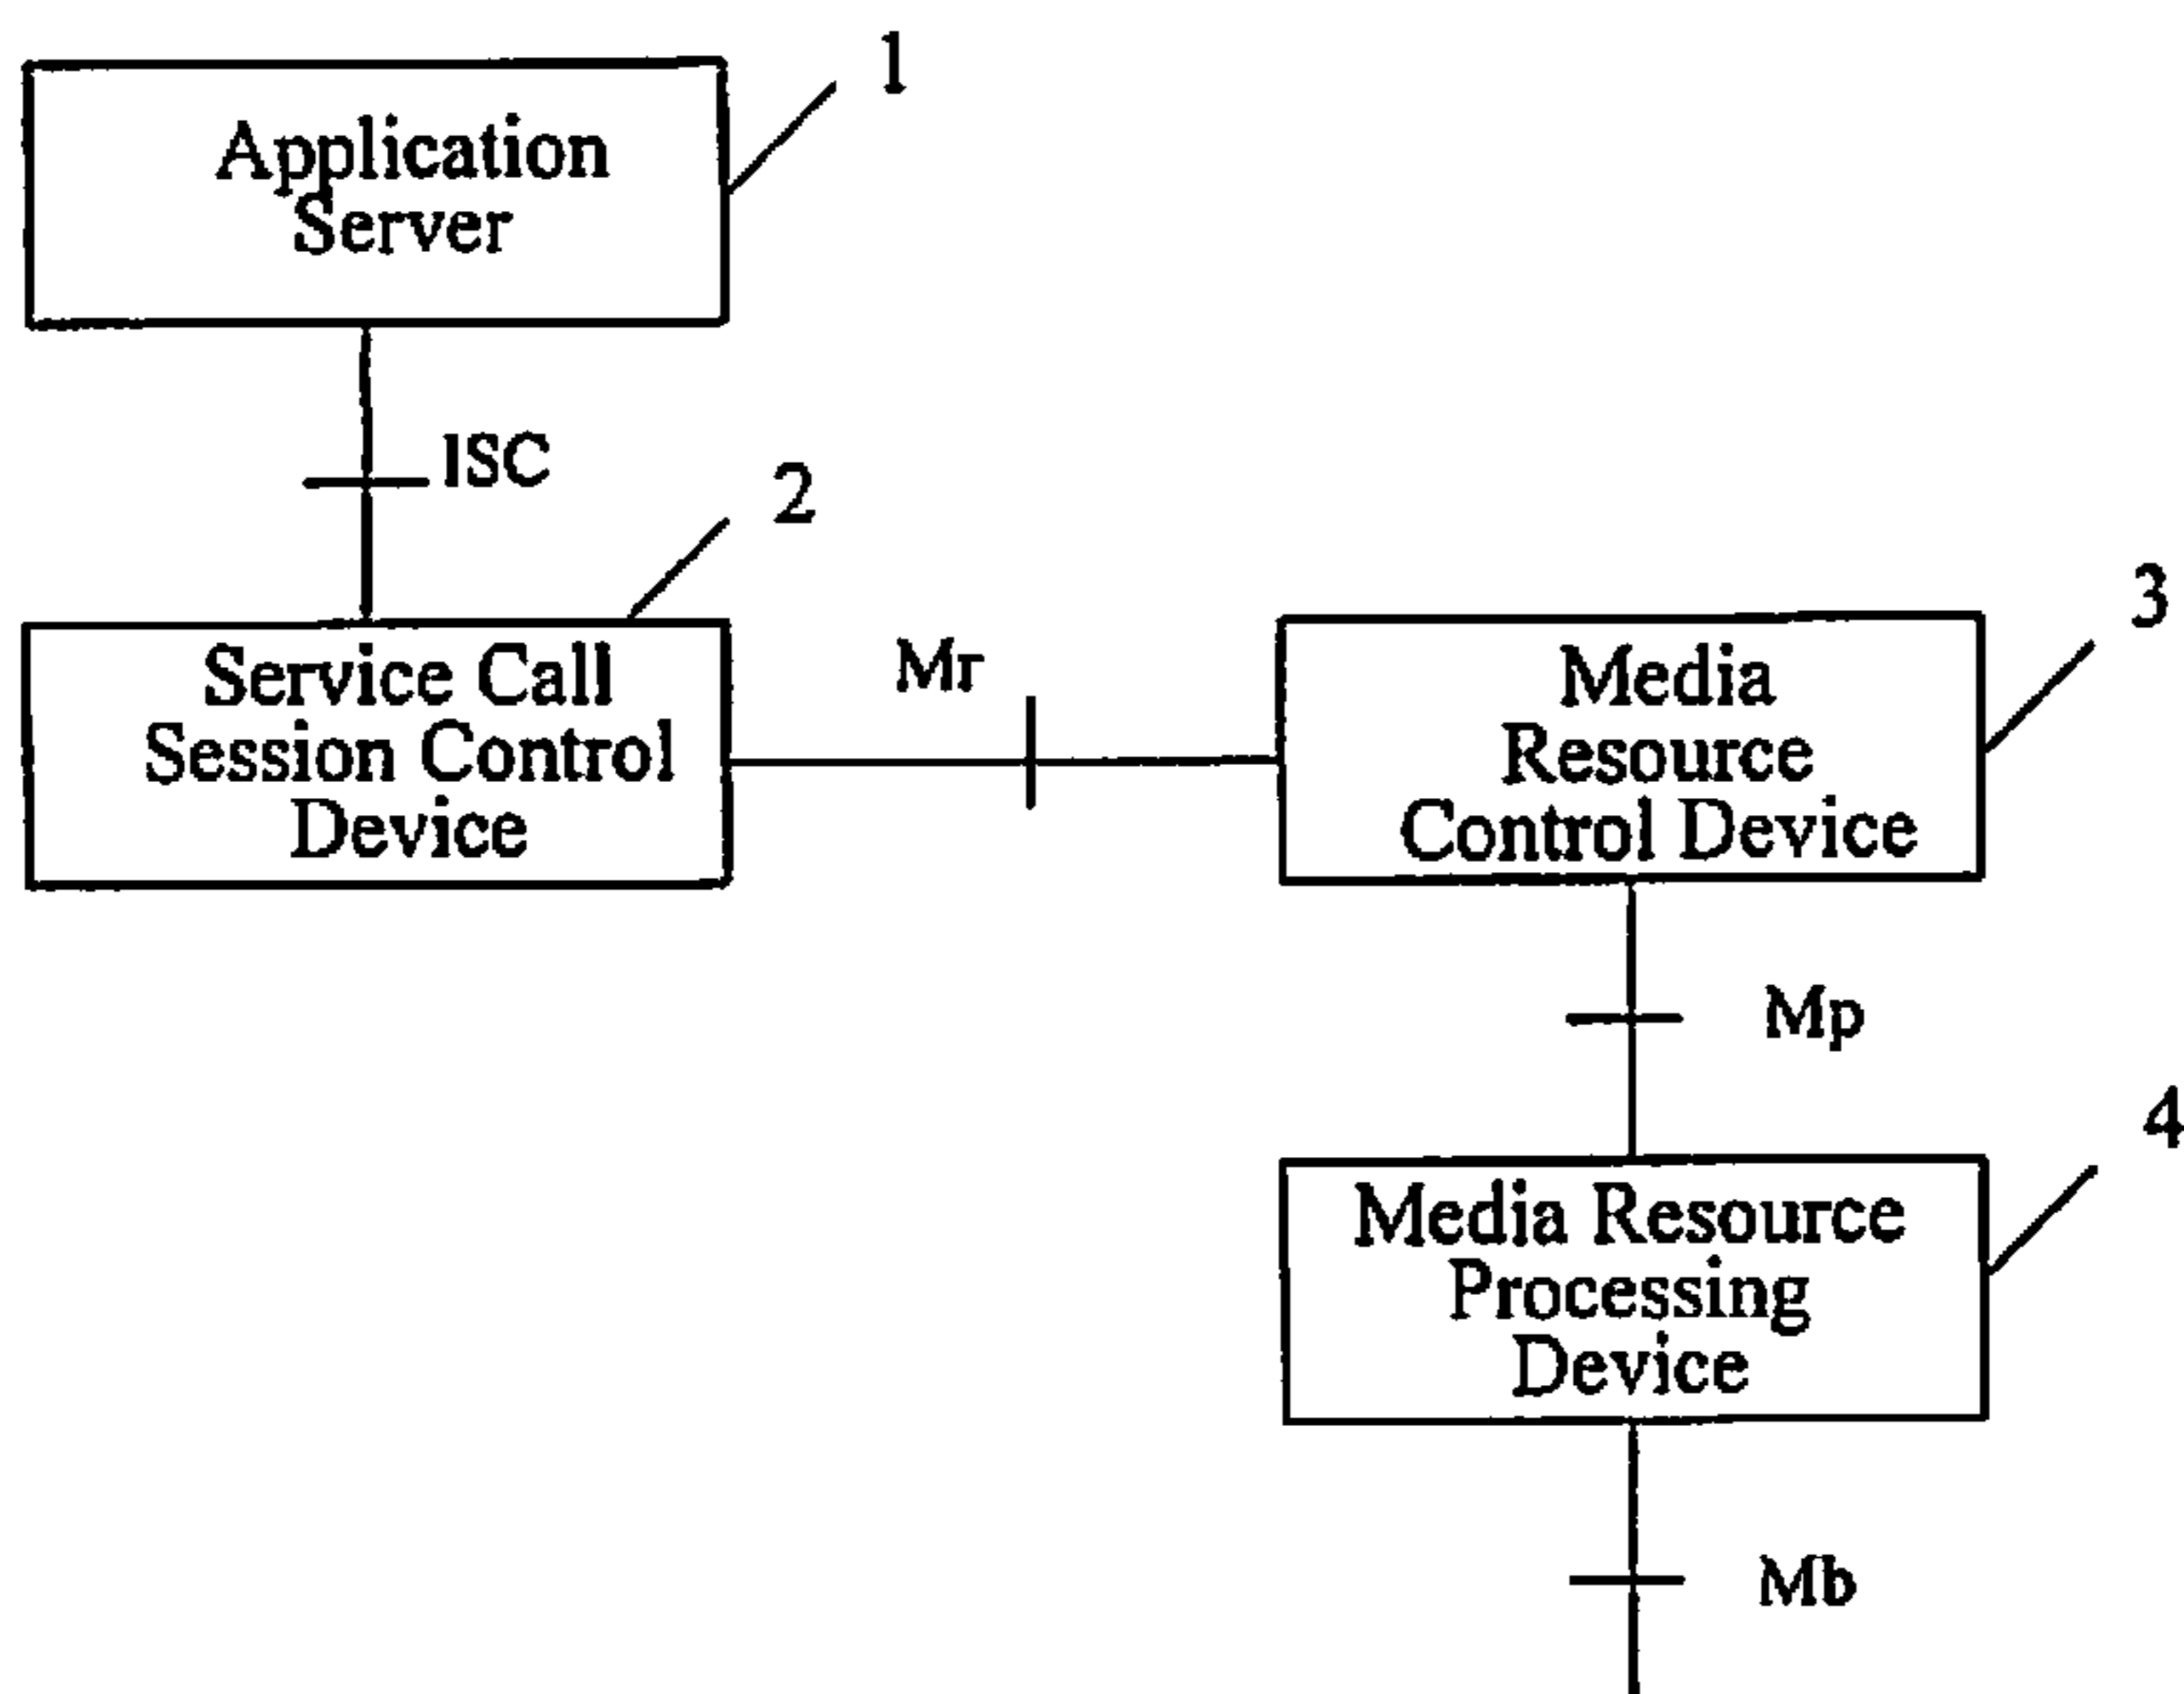 1
Application
Server
ISC
2
Service Call
Session Control
Device
Mr
3
Media
Resource
Control Device
Mp
4
Media Resource
Processing
Device
Mb